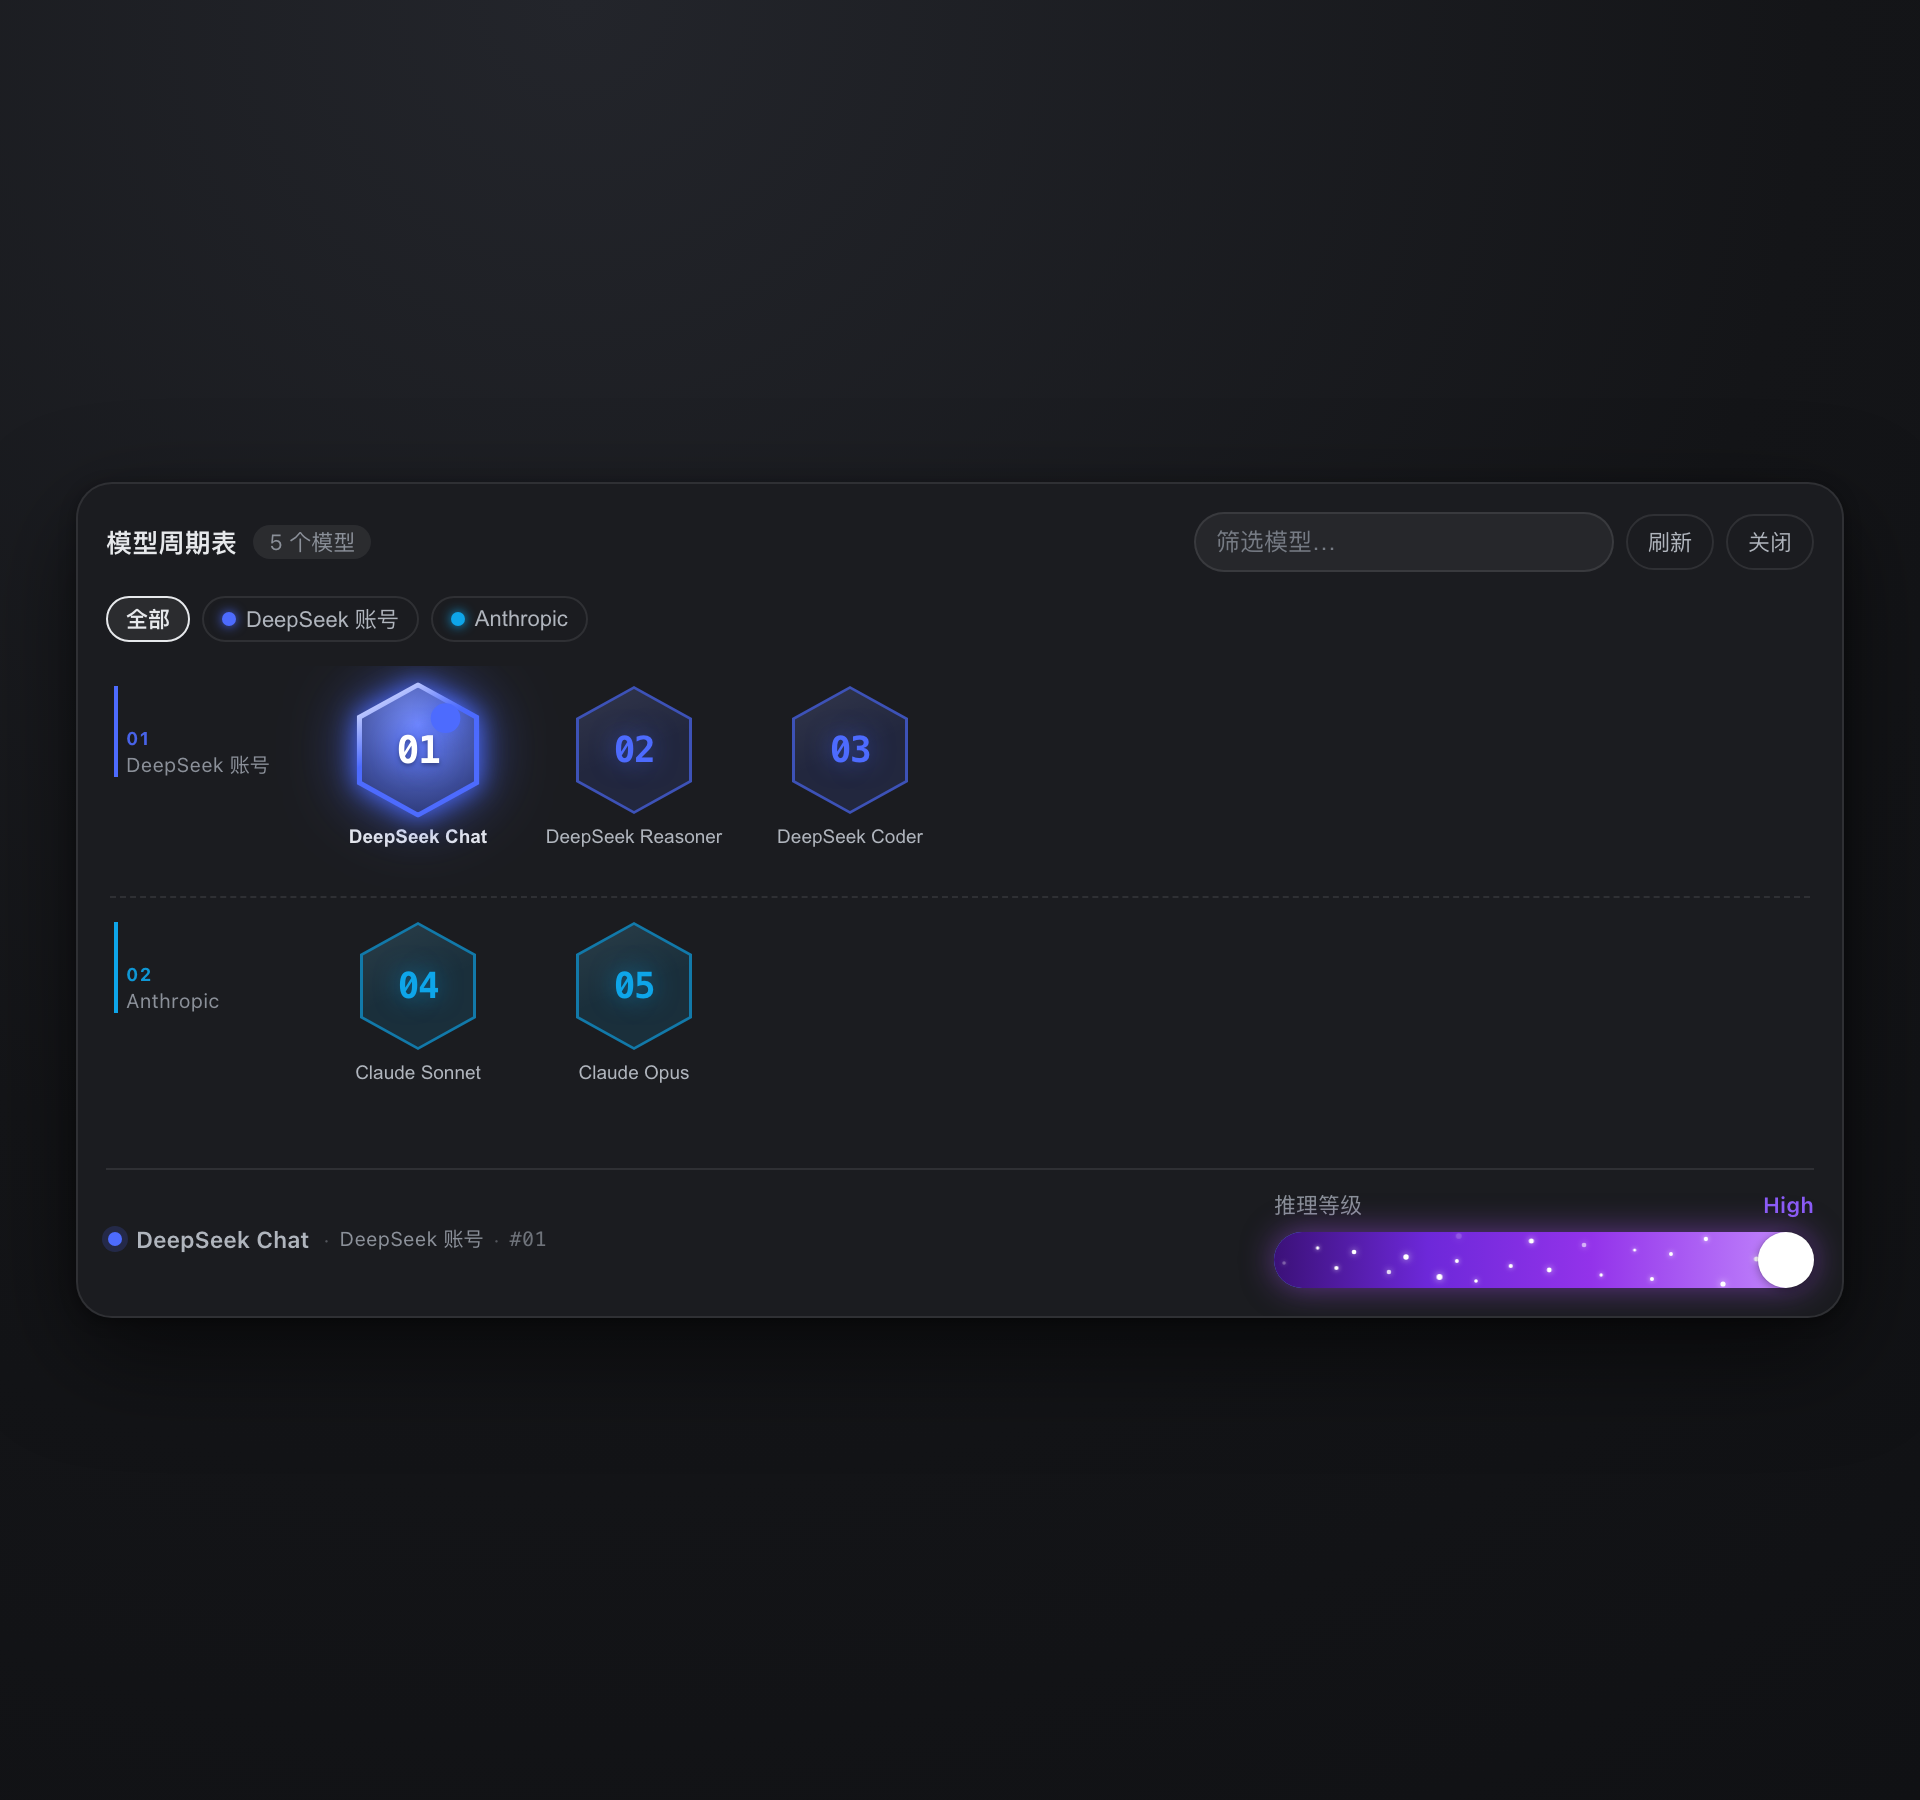 模型周期表 5 个模型 筛选模型... 刷新 关闭
全部 DeepSeek 账号 Anthropic
01
DeepSeek 账号
01 02 03
DeepSeek Chat DeepSeek Reasoner DeepSeek Coder
02
Anthropic
04 05
Claude Sonnet Claude Opus
推理等级 High
DeepSeek Chat · DeepSeek 账号 · #01